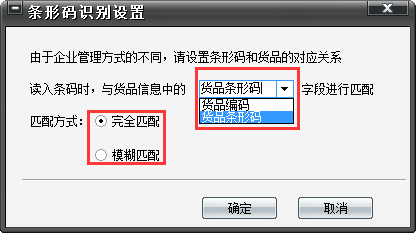 条形码识别设置
由于企业管理方式的不同，请设置条形码和货品的对应关系
读入条码时，与货品信息中的 货品条形码 字段进行匹配
货品编码
货品条形码
匹配方式： 完全匹配
模糊匹配
确定 取消